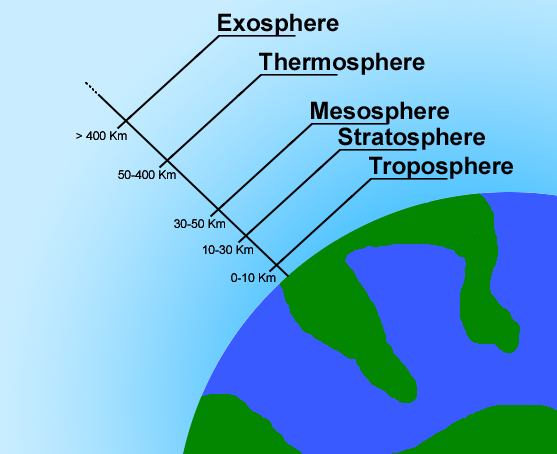 Exosphere
Thermosphere
Mesosphere
Stratosphere
Troposphere
> 400 Km
50-400 Km
30-50 Km
10-30 Km
0-10 Km